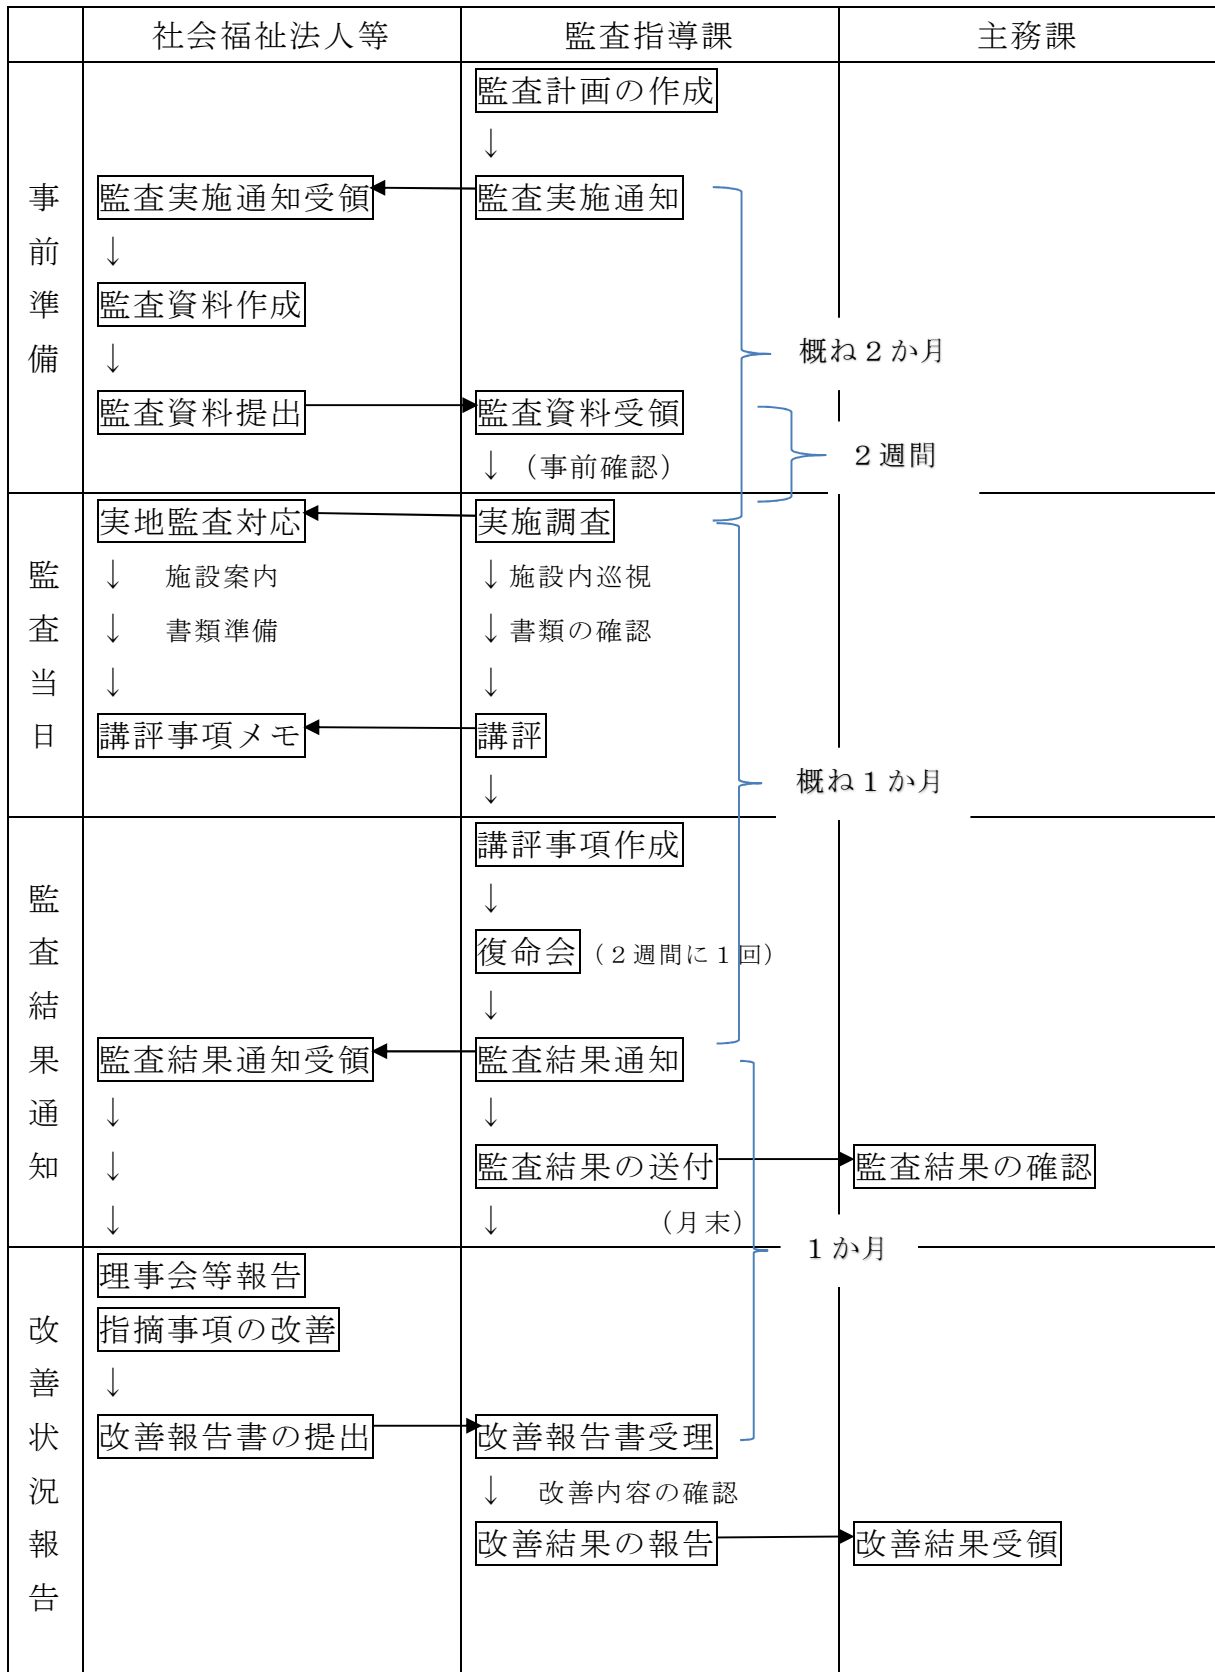 社会福祉法人等 監査指導課 主務課
事前準備
監査計画の作成
↓
監査実施通知受領 監査実施通知
↓
監査資料作成
概ね２か月
↓
監査資料提出 監査資料受領
２週間
↓（事前確認）
監査当日
実地監査対応 実施調査
↓ 施設案内 ↓施設内巡視
↓ 書類準備 ↓書類の確認
↓ ↓
講評事項メモ 講評
概ね１か月
↓
監査結果通知
講評事項作成
↓
復命会（２週間に１回）
↓
監査結果通知受領 監査結果通知
↓ ↓
↓ 監査結果の送付 監査結果の確認
↓ ↓ （月末）
１か月
改善状況報告
理事会等報告
指摘事項の改善
↓
改善報告書の提出 改善報告書受理
↓ 改善内容の確認
改善結果の報告 改善結果受領